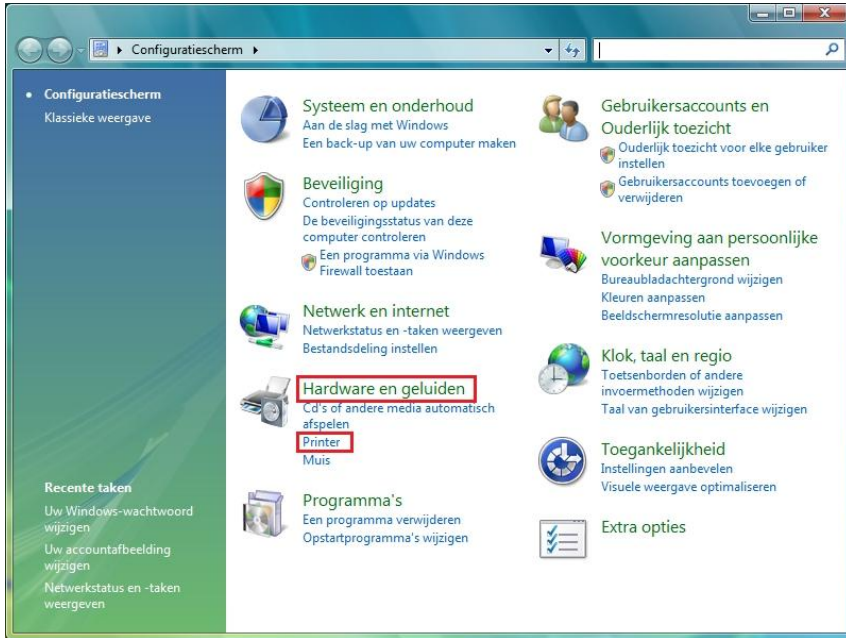 Configuratiescherm
Configuratiescherm
Klassieke weergave
Recente taken
Uw Windows-wachtwoord
wijzigen
Uw accountafbeelding
wijzigen
Netwerkstatus en -taken
weergeven
Systeem en onderhoud
Aan de slag met Windows
Een back-up van uw computer maken
Beveiliging
Controleren op updates
De beveiligingsstatus van deze
computer controleren
Een programma via Windows
Firewall toestaan
Netwerk en internet
Netwerkstatus en -taken weergeven
Bestandsdeling instellen
Hardware en geluiden
Cd's of andere media automatisch
afspelen
Printer
Muis
Programma's
Een programma verwijderen
Opstartprogramma's wijzigen
Gebruikersaccounts en
Ouderlijk toezicht
Ouderlijk toezicht voor elke gebruiker
instellen
Gebruikersaccounts toevoegen of
verwijderen
Vormgeving aan persoonlijke
voorkeur aanpassen
Bureaubladachtergrond wijzigen
Kleuren aanpassen
Beeldschermresolutie aanpassen
Klok, taal en regio
Toetsenborden of andere
invoermethoden wijzigen
Taal van gebruikersinterface wijzigen
Toegankelijkheid
Instellingen aanbevelen
Visuele weergave optimaliseren
Extra opties